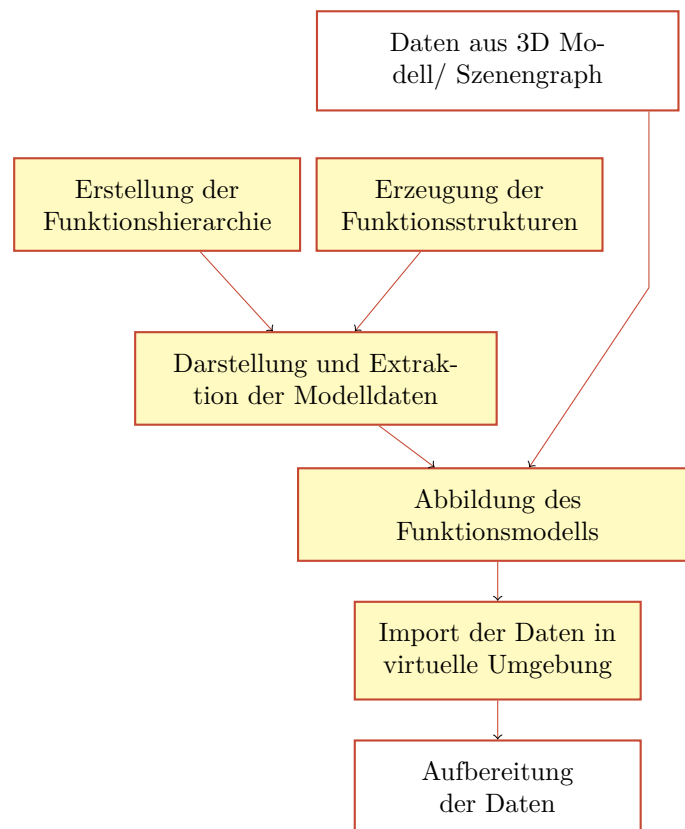 Daten aus 3D Mo-
dell/ Szenengraph
Erstellung der
Funktionshierarchie
Erzeugung der
Funktionsstrukturen
Darstellung und Extrak-
tion der Modelldaten
Abbildung des
Funktionsmodells
Import der Daten in
virtuelle Umgebung
Aufbereitung
der Daten